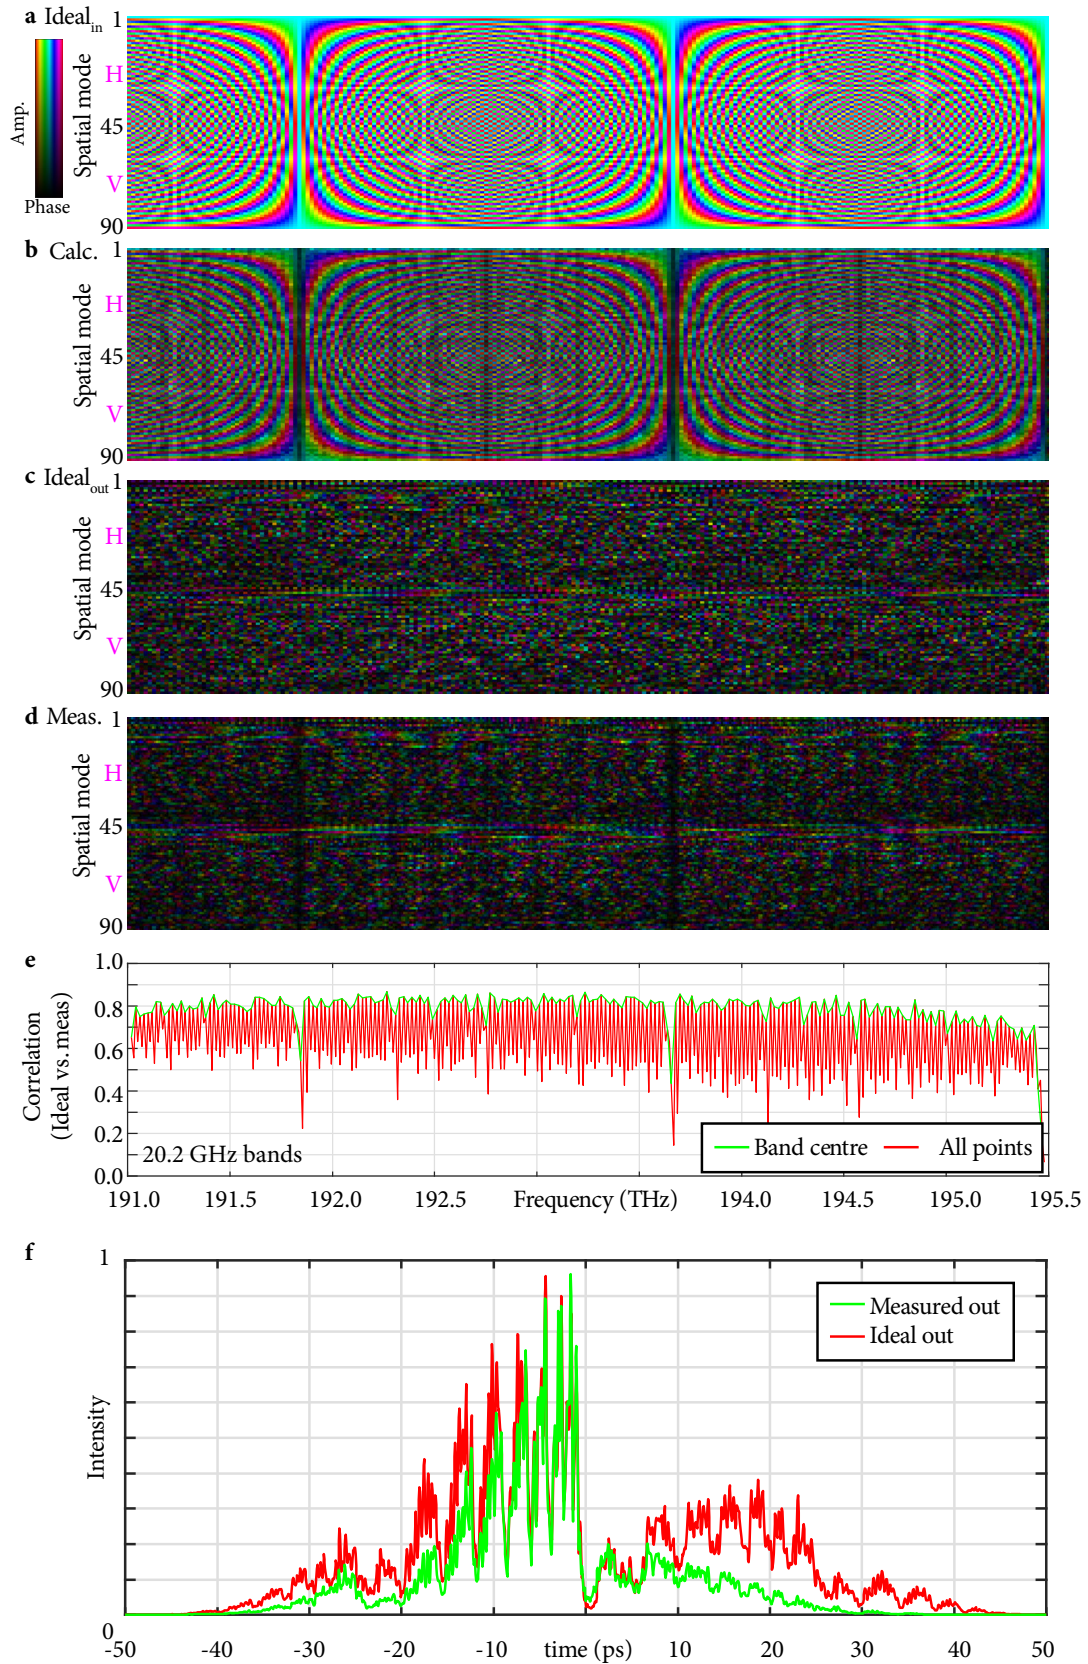 a Ideal_in 1
Amp.
Phase
Spatial mode
H
45
V
90
b Calc. 1
Spatial mode
H
45
V
90
c Ideal_out 1
Spatial mode
H
45
V
90
d Meas. 1
Spatial mode
H
45
V
90
e
Correlation
(Ideal vs. meas)
1.0
0.8
0.6
0.4
0.2
0.0
20.2 GHz bands
Band centre
All points
191.0 191.5 192.0 192.5 Frequency (THz) 194.0 194.5 195.0 195.5
f
1
Intensity
Measured out
Ideal out
0
-50 -40 -20 -10 time (ps) 10 20 30 40 50